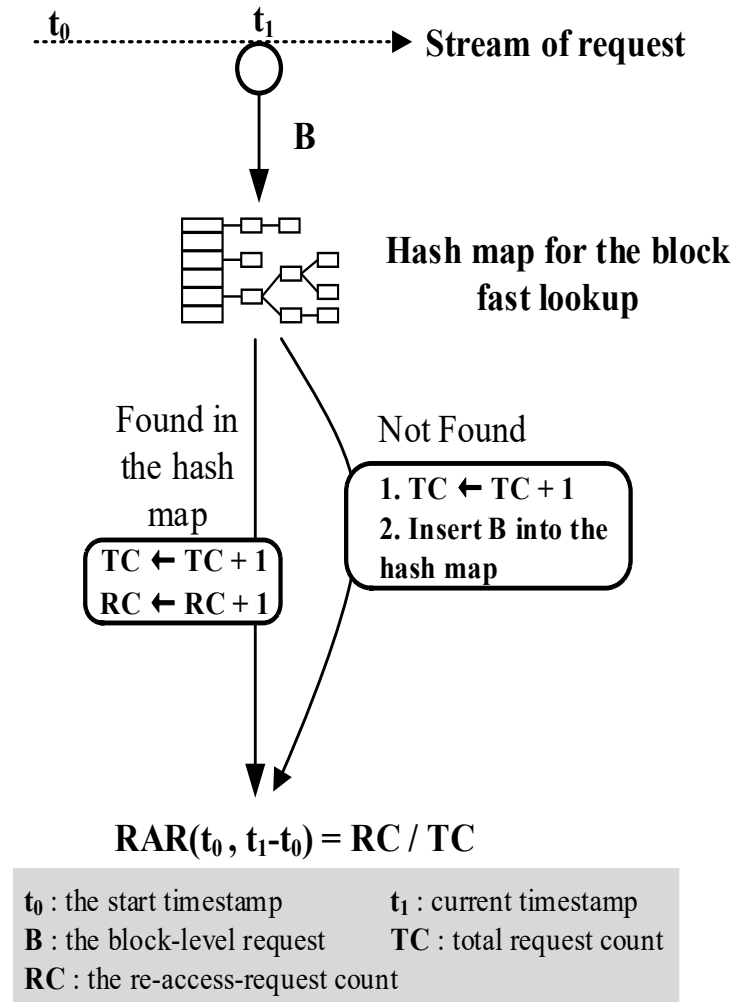 t₀ t₁
Stream of request
B
Hash map for the block
fast lookup
Found in
the hash
map
TC ← TC + 1
RC ← RC + 1
Not Found
1. TC ← TC + 1
2. Insert B into the
hash map
RAR(t₀ , t₁-t₀) = RC / TC
t₀ : the start timestamp t₁ : current timestamp
B : the block-level request TC : total request count
RC : the re-access-request count